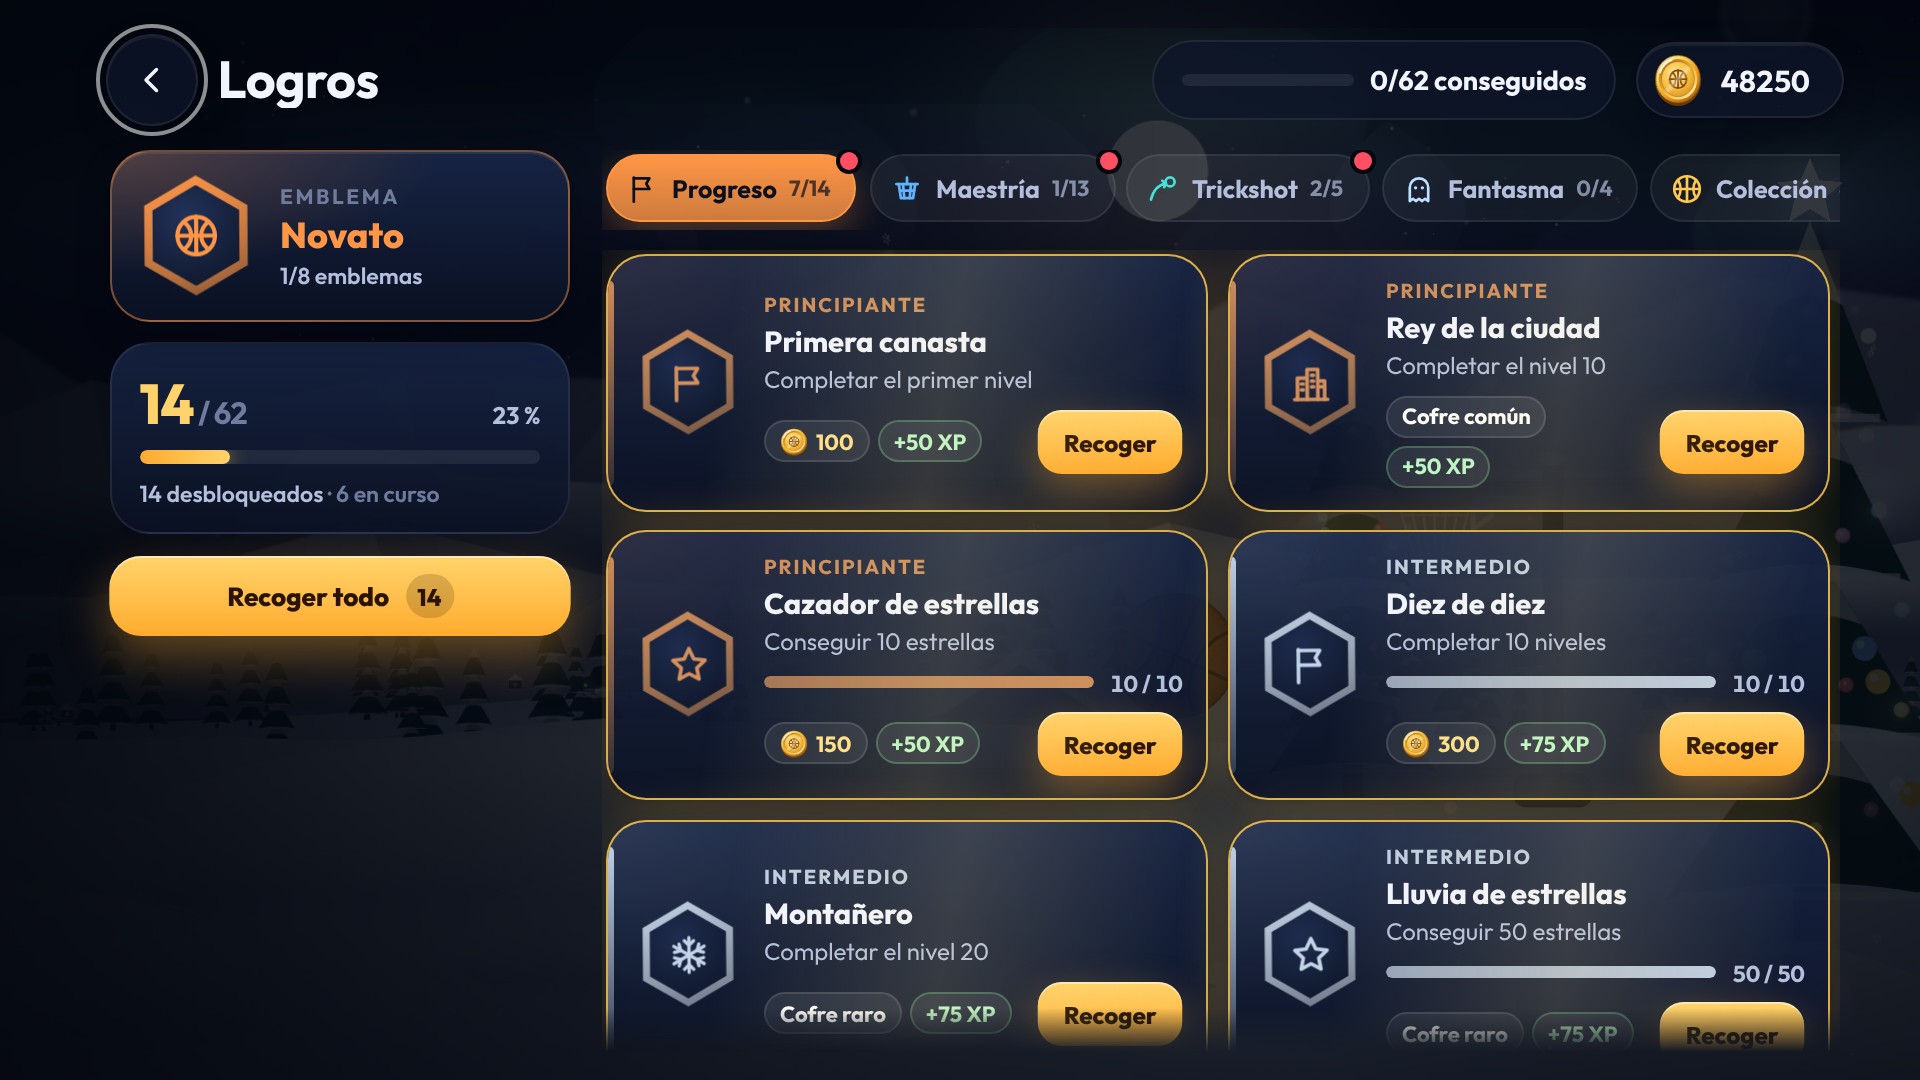 Logros
0/62 conseguidos
48250
EMBLEMA
Novato
1/8 emblemas
14/62
23 %
14 desbloqueados · 6 en curso
Recoger todo 14
Progreso 7/14
Maestría 1/13
Trickshot 2/5
Fantasma 0/4
Colección
PRINCIPIANTE
Primera canasta
Completar el primer nivel
100 +50 XP
Recoger
PRINCIPIANTE
Rey de la ciudad
Completar el nivel 10
Cofre común
+50 XP
Recoger
PRINCIPIANTE
Cazador de estrellas
Conseguir 10 estrellas
10 / 10
150 +50 XP
Recoger
INTERMEDIO
Diez de diez
Completar 10 niveles
10 / 10
300 +75 XP
Recoger
INTERMEDIO
Montañero
Completar el nivel 20
Cofre raro +75 XP
Recoger
INTERMEDIO
Lluvia de estrellas
Conseguir 50 estrellas
50 / 50
Cofre raro +75 XP
Recoger